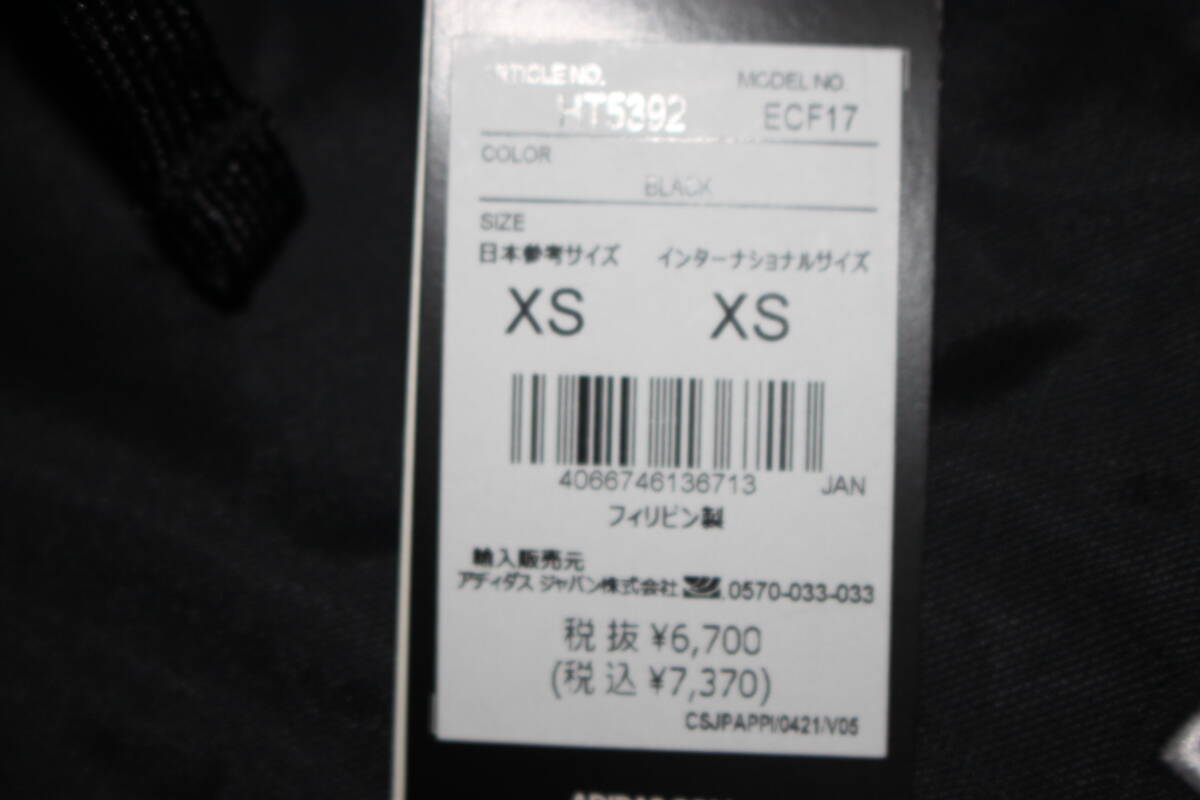 ARTICLE NO. MODEL NO.
HT5392 ECF17
COLOR
BLACK
SIZE
日本参考サイズ インターナショナルサイズ
XS XS
4066746136713 JAN
フィリピン製
輸入販売元
アディダス ジャパン株式会社 0570-033-033
税抜 ¥6,700
(税込 ¥7,370)
CSJPAPPI/0421/V05